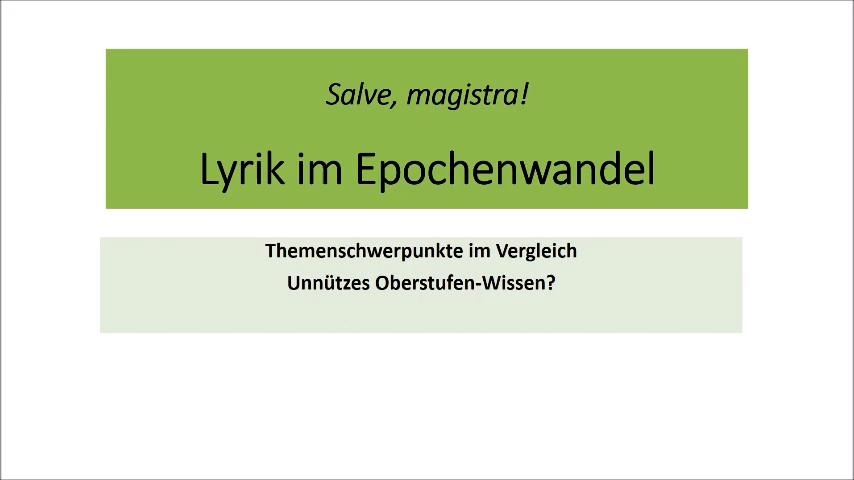 Salve, magistra!
Lyrik im Epochenwandel
Themenschwerpunkte im Vergleich
Unnützes Oberstufen-Wissen?